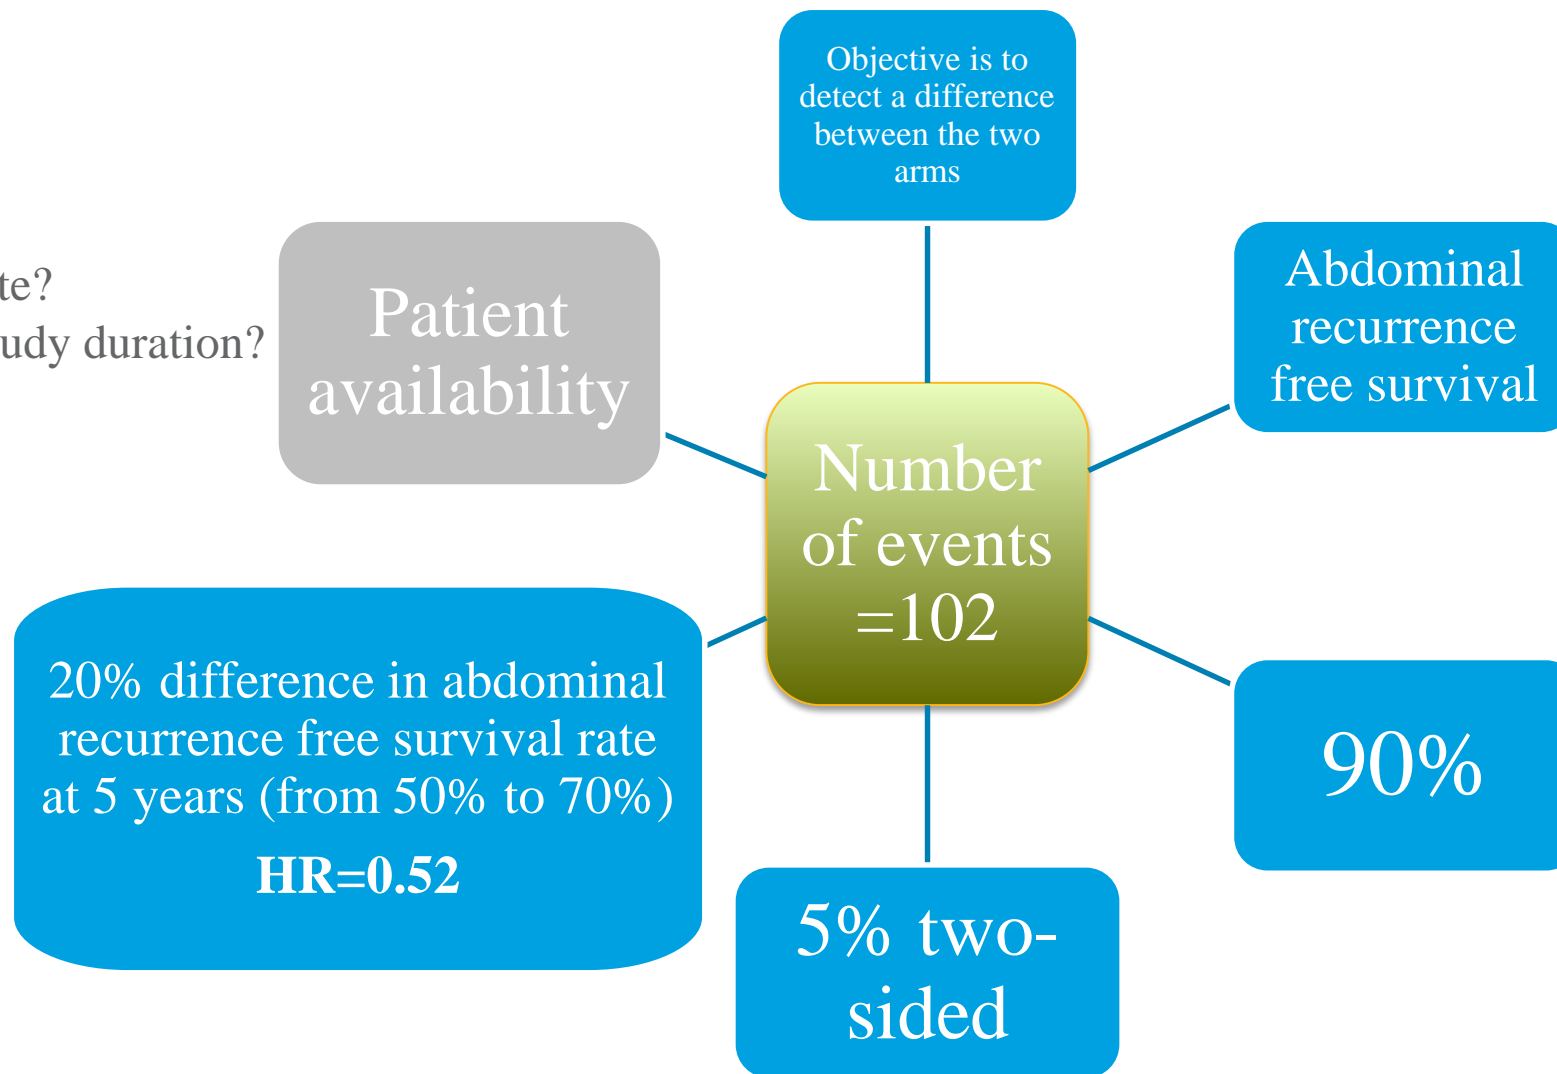 Objective is to
detect a difference
between the two
arms
Abdominal
recurrence
free survival
90%
5% two-
sided
20% difference in abdominal
recurrence free survival rate
at 5 years (from 50% to 70%)
HR=0.52
Patient
availability
duration?
Number
of events
=102